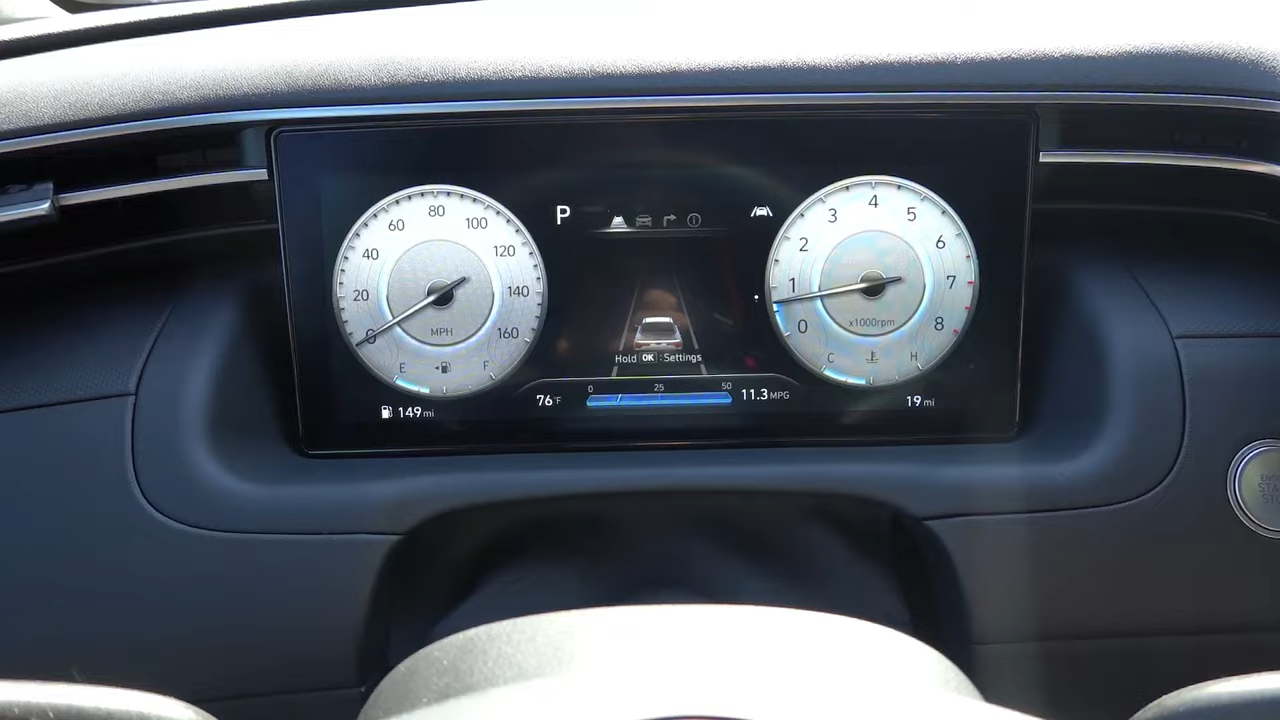 0 20 40 60 80 100 120 140 160
MPH
E F
149 mi
P
Hold OK : Settings
0 25 50
76°F
11.3 MPG
0 1 2 3 4 5 6 7 8
x1000rpm
C H
19 mi